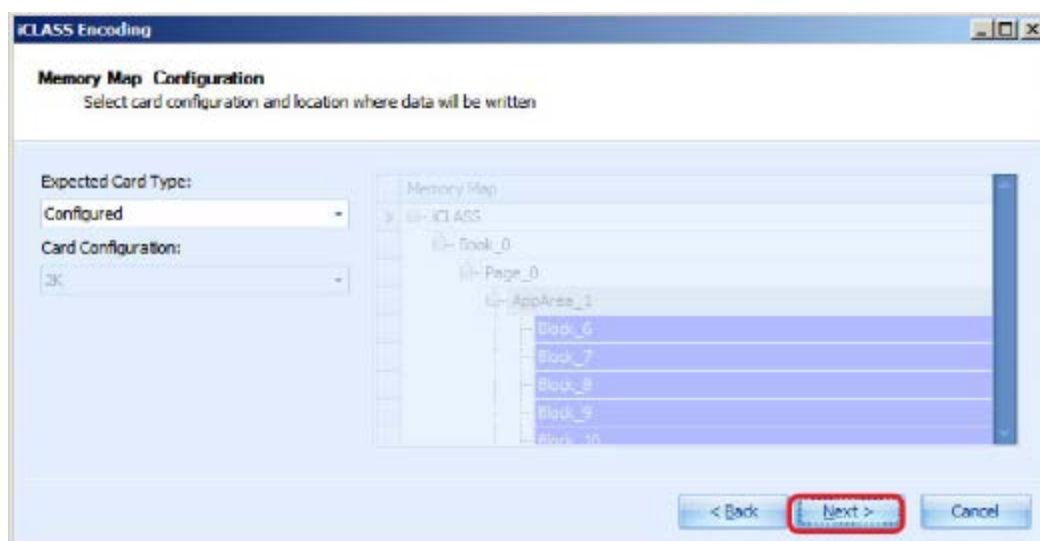 iCLASS Encoding
Memory Map Configuration
Select card configuration and location where data will be written
Expected Card Type:
Configured
Card Configuration:
2K
Memory Map
iCLASS
Book_0
Page_0
AppArea_1
Block_6
Block_7
Block_8
Block_9
Block_10
< Back
Next >
Cancel